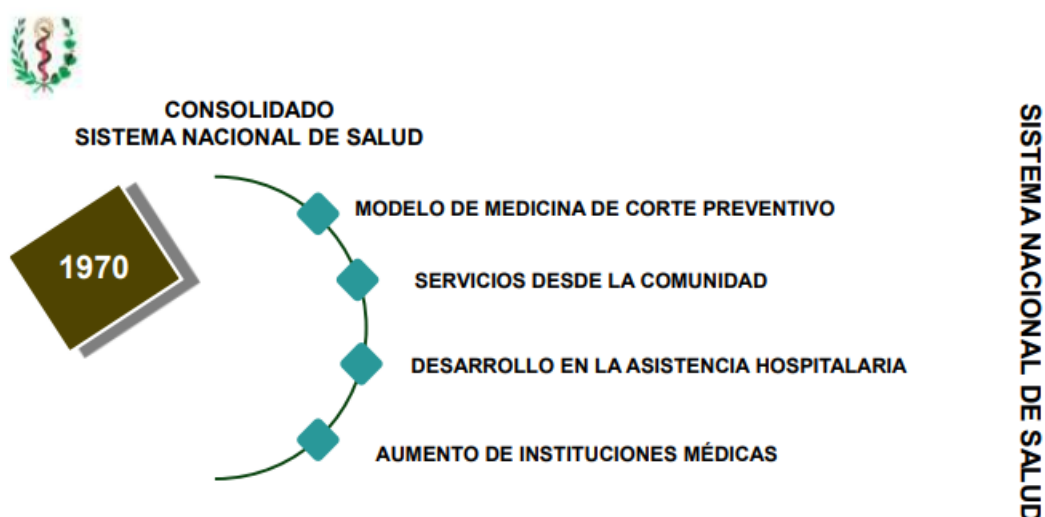 CONSOLIDADO
SISTEMA NACIONAL DE SALUD
1970
MODELO DE MEDICINA DE CORTE PREVENTIVO
SERVICIOS DESDE LA COMUNIDAD
DESARROLLO EN LA ASISTENCIA HOSPITALARIA
AUMENTO DE INSTITUCIONES MÉDICAS
SISTEMA NACIONAL DE SALUD